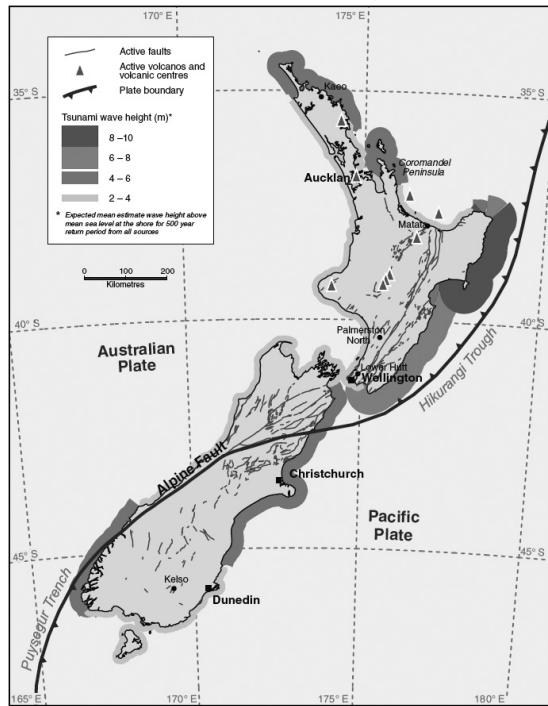 170° E
175° E
Active faults
Active volcanos and
volcanic centres
Plate boundary
Tsunami wave height (m)*
8 – 10
6 – 8
4 – 6
2 – 4
* Expected mean estimate wave height above
mean sea level at the shore for 500 year
return period from all sources
0 100 200
Kilometres
35° S
35° S
Kaeo
Aucklan
Coromandel
Peninsula
Matata
40° S
40° S
Australian
Plate
Palmerston
North
Lower Hutt
Wellington
Hikurangi Trough
Alpine Fault
Christchurch
Pacific
Plate
45° S
45° S
Puysegur Trench
Kelso
Dunedin
165° E
170° E
175° E
180° E